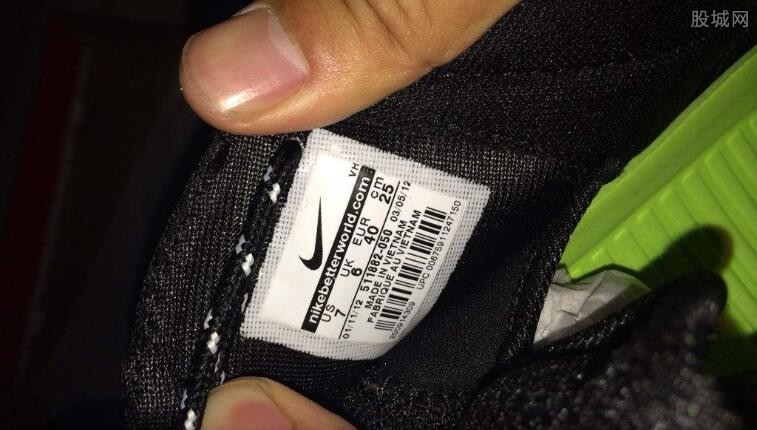 股城网
VH
nikebetterworld.com
US UK EUR cm
7 6 40 25
01/11/12 511882-050 03/05/12
MADE IN VIETNAM
FABRIQUE AU VIETNAM
UPC 00675911247150
200914309